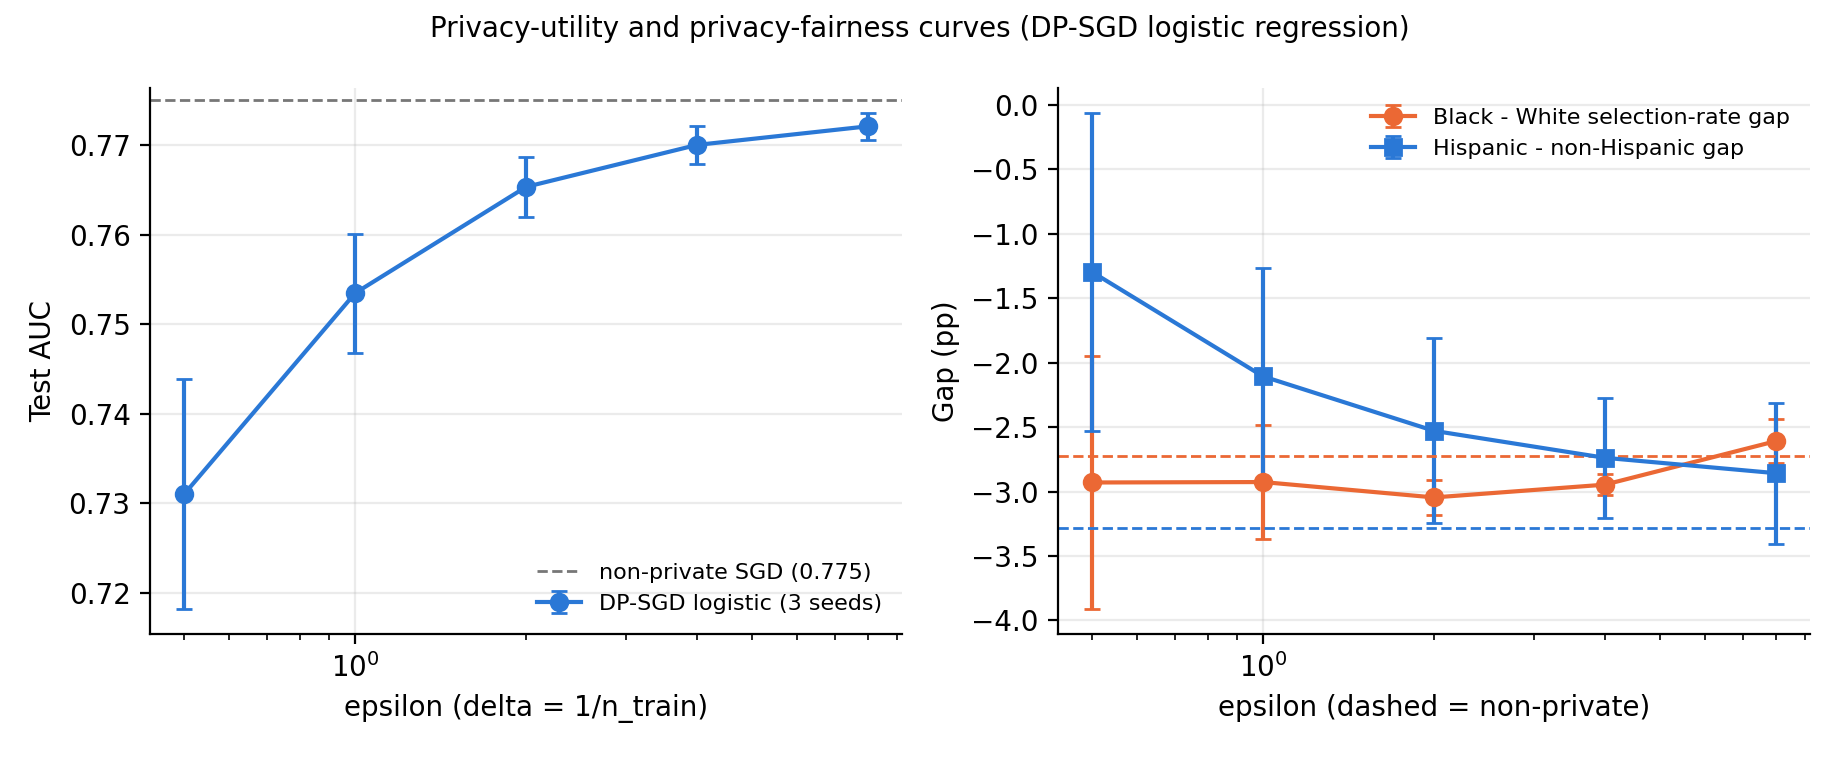 Privacy-utility and privacy-fairness curves (DP-SGD logistic regression)
Test AUC
0.77
0.76
0.75
0.74
0.73
0.72
non-private SGD (0.775)
DP-SGD logistic (3 seeds)
10⁰
epsilon (delta = 1/n_train)
Gap (pp)
0.0
−0.5
−1.0
−1.5
−2.0
−2.5
−3.0
−3.5
−4.0
Black - White selection-rate gap
Hispanic - non-Hispanic gap
10⁰
epsilon (dashed = non-private)